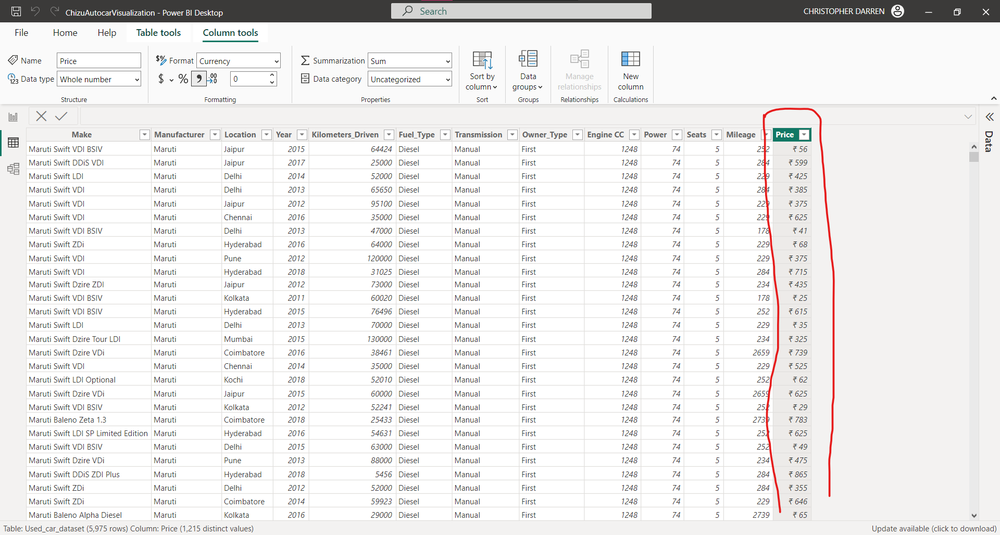 ChizuAutocarVisualization - Power BI Desktop
Search
CHRISTOPHER DARREN
File Home Help Table tools Column tools
Name Price
Data type Whole number
Structure
Format Currency
$ % 9 .00 0
Formatting
Summarization Sum
Data category Uncategorized
Properties
Sort by column
Sort
Data groups
Groups
Manage relationships
Relationships
New column
Calculations
Data
Make Manufacturer Location Year Kilometers_Driven Fuel_Type Transmission Owner_Type Engine CC Power Seats Mileage Price
Maruti Swift VDI BSIV Maruti Jaipur 2015 64424 Diesel Manual First 1248 74 5 252 ₹ 56
Maruti Swift DDiS VDI Maruti Jaipur 2017 25000 Diesel Manual First 1248 74 5 284 ₹ 599
Maruti Swift LDI Maruti Delhi 2014 52000 Diesel Manual First 1248 74 5 229 ₹ 425
Maruti Swift VDI Maruti Delhi 2013 65650 Diesel Manual First 1248 74 5 284 ₹ 385
Maruti Swift VDI Maruti Jaipur 2012 95100 Diesel Manual First 1248 74 5 229 ₹ 375
Maruti Swift VDI Maruti Chennai 2016 35000 Diesel Manual First 1248 74 5 229 ₹ 625
Maruti Swift VDI BSIV Maruti Delhi 2013 47000 Diesel Manual First 1248 74 5 178 ₹ 41
Maruti Swift ZDi Maruti Hyderabad 2016 64000 Diesel Manual First 1248 74 5 229 ₹ 68
Maruti Swift VDI Maruti Pune 2012 120000 Diesel Manual First 1248 74 5 229 ₹ 375
Maruti Swift VDI Maruti Hyderabad 2018 31025 Diesel Manual First 1248 74 5 284 ₹ 715
Maruti Swift Dzire ZDI Maruti Jaipur 2012 73000 Diesel Manual First 1248 74 5 234 ₹ 435
Maruti Swift VDI BSIV Maruti Kolkata 2011 60020 Diesel Manual First 1248 74 5 178 ₹ 25
Maruti Swift VDI BSIV Maruti Hyderabad 2015 76496 Diesel Manual First 1248 74 5 252 ₹ 615
Maruti Swift LDI Maruti Delhi 2013 70000 Diesel Manual First 1248 74 5 229 ₹ 35
Maruti Swift Dzire Tour LDI Maruti Mumbai 2015 130000 Diesel Manual First 1248 74 5 234 ₹ 325
Maruti Swift Dzire VDi Maruti Coimbatore 2016 38461 Diesel Manual First 1248 74 5 2659 ₹ 739
Maruti Swift VDI Maruti Chennai 2014 35000 Diesel Manual First 1248 74 5 229 ₹ 525
Maruti Swift LDI Optional Maruti Kochi 2018 52010 Diesel Manual First 1248 74 5 252 ₹ 62
Maruti Swift Dzire VDi Maruti Jaipur 2015 60000 Diesel Manual First 1248 74 5 2659 ₹ 625
Maruti Swift VDI BSIV Maruti Kolkata 2012 52241 Diesel Manual First 1248 74 5 252 ₹ 29
Maruti Baleno Zeta 1.3 Maruti Coimbatore 2018 25433 Diesel Manual First 1248 74 5 2739 ₹ 783
Maruti Swift LDI SP Limited Edition Maruti Hyderabad 2016 54631 Diesel Manual First 1248 74 5 252 ₹ 625
Maruti Swift VDI BSIV Maruti Delhi 2015 63000 Diesel Manual First 1248 74 5 252 ₹ 49
Maruti Swift Dzire VDi Maruti Pune 2013 88000 Diesel Manual First 1248 74 5 234 ₹ 475
Maruti Swift DDiS ZDI Plus Maruti Hyderabad 2018 5456 Diesel Manual First 1248 74 5 284 ₹ 865
Maruti Swift ZDi Maruti Delhi 2012 52000 Diesel Manual First 1248 74 5 284 ₹ 355
Maruti Swift ZDi Maruti Coimbatore 2014 59923 Diesel Manual First 1248 74 5 229 ₹ 646
Maruti Baleno Alpha Diesel Maruti Kolkata 2016 29000 Diesel Manual First 1248 74 5 2739 ₹ 65
Table: Used_car_dataset (5,975 rows) Column: Price (1,215 distinct values)
Update available (click to download)